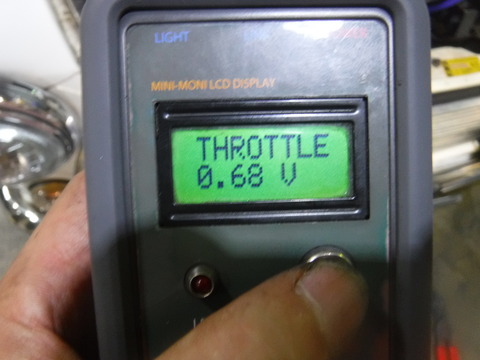 LIGHT
MINI-MONI LCD DISPLAY
THROTTLE
0.68 V